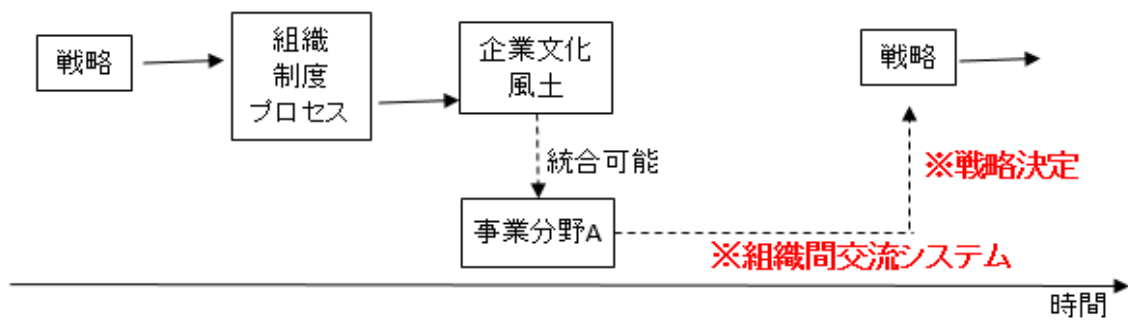 戦略
組織
制度
プロセス
企業文化
風土
戦略
統合可能
※戦略決定
事業分野A
※組織間交流システム
時間